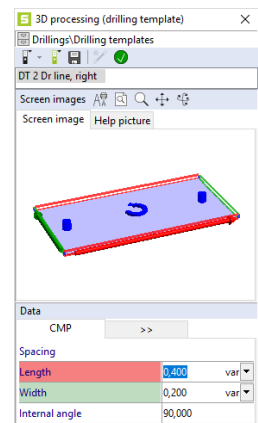 3D processing (drilling template)
Drillings\Drilling templates
DT 2 Dr line, right
Screen images
Screen image Help picture
Data
CMP >>
Spacing
Length 0,400 var
Width 0,200 var
Internal angle 90,000